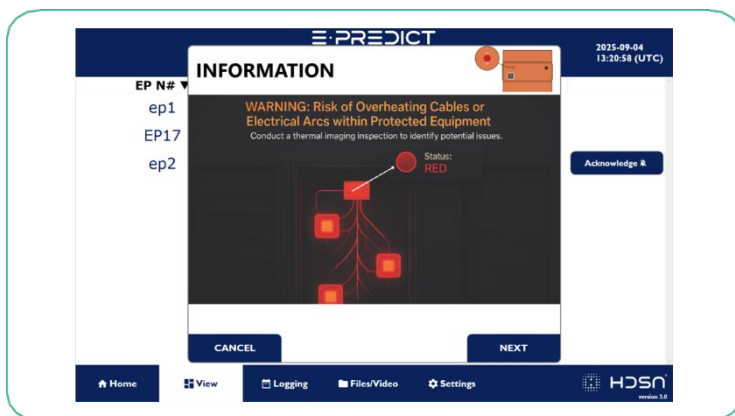 E·PREDICT
2025-09-04
13:20:58 (UTC)
INFORMATION
EP N# ▼
ep1
EP17
ep2
WARNING: Risk of Overheating Cables or
Electrical Arcs within Protected Equipment
Conduct a thermal imaging inspection to identify potential issues.
Status:
RED
Acknowledge
CANCEL
NEXT
Home
View
Logging
Files/Video
Settings
HDSN
version 3.0